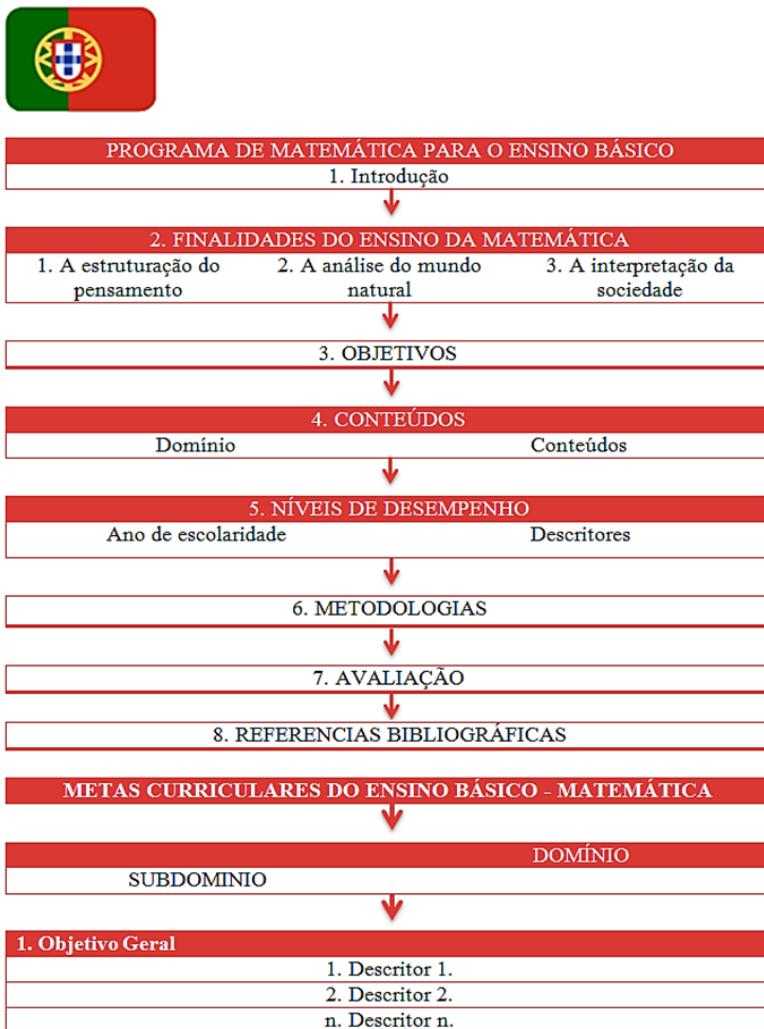 PROGRAMA DE MATEMÁTICA PARA O ENSINO BÁSICO
1. Introdução
2. FINALIDADES DO ENSINO DA MATEMÁTICA
1. A estruturação do pensamento
2. A análise do mundo natural
3. A interpretação da sociedade
3. OBJETIVOS
4. CONTEÚDOS
Domínio
Conteúdos
5. NÍVEIS DE DESEMPENHO
Ano de escolaridade
Descritores
6. METODOLOGIAS
7. AVALIAÇÃO
8. REFERENCIAS BIBLIOGRÁFICAS
METAS CURRICULARES DO ENSINO BÁSICO - MATEMÁTICA
DOMÍNIO
SUBDOMINIO
1. Objetivo Geral
1. Descritor 1.
2. Descritor 2.
n. Descritor n.